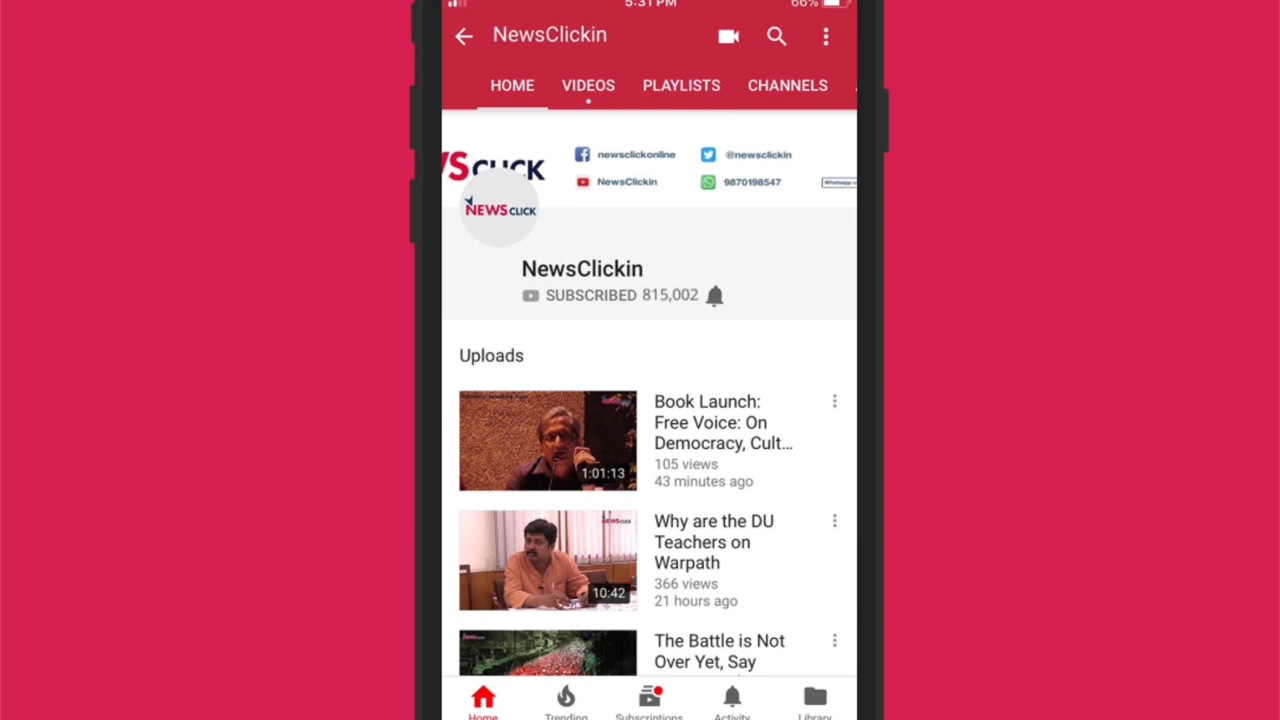 5:31 PM
66%
NewsClickin
HOME VIDEOS PLAYLISTS CHANNELS
WS CLICK
newsclickonline @newsclickin
NewsClickin 9870198547
NEWS CLICK
NewsClickin
SUBSCRIBED 815,002
Uploads
Book Launch:
Free Voice: On
Democracy, Cult...
105 views
43 minutes ago
1:01:13
Why are the DU
Teachers on
Warpath
366 views
21 hours ago
NEWSCLICK
10:42
The Battle is Not
Over Yet, Say
Home Trending Subscriptions Activity Library